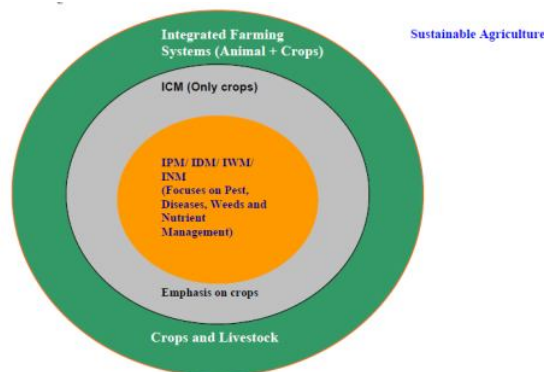 Integrated Farming
Systems (Animal + Crops)
Sustainable Agriculture
ICM (Only crops)
IPM/ IDM/ IWM/
INM
(Focuses on Pest,
Diseases, Weeds and
Nutrient
Management)
Emphasis on crops
Crops and Livestock